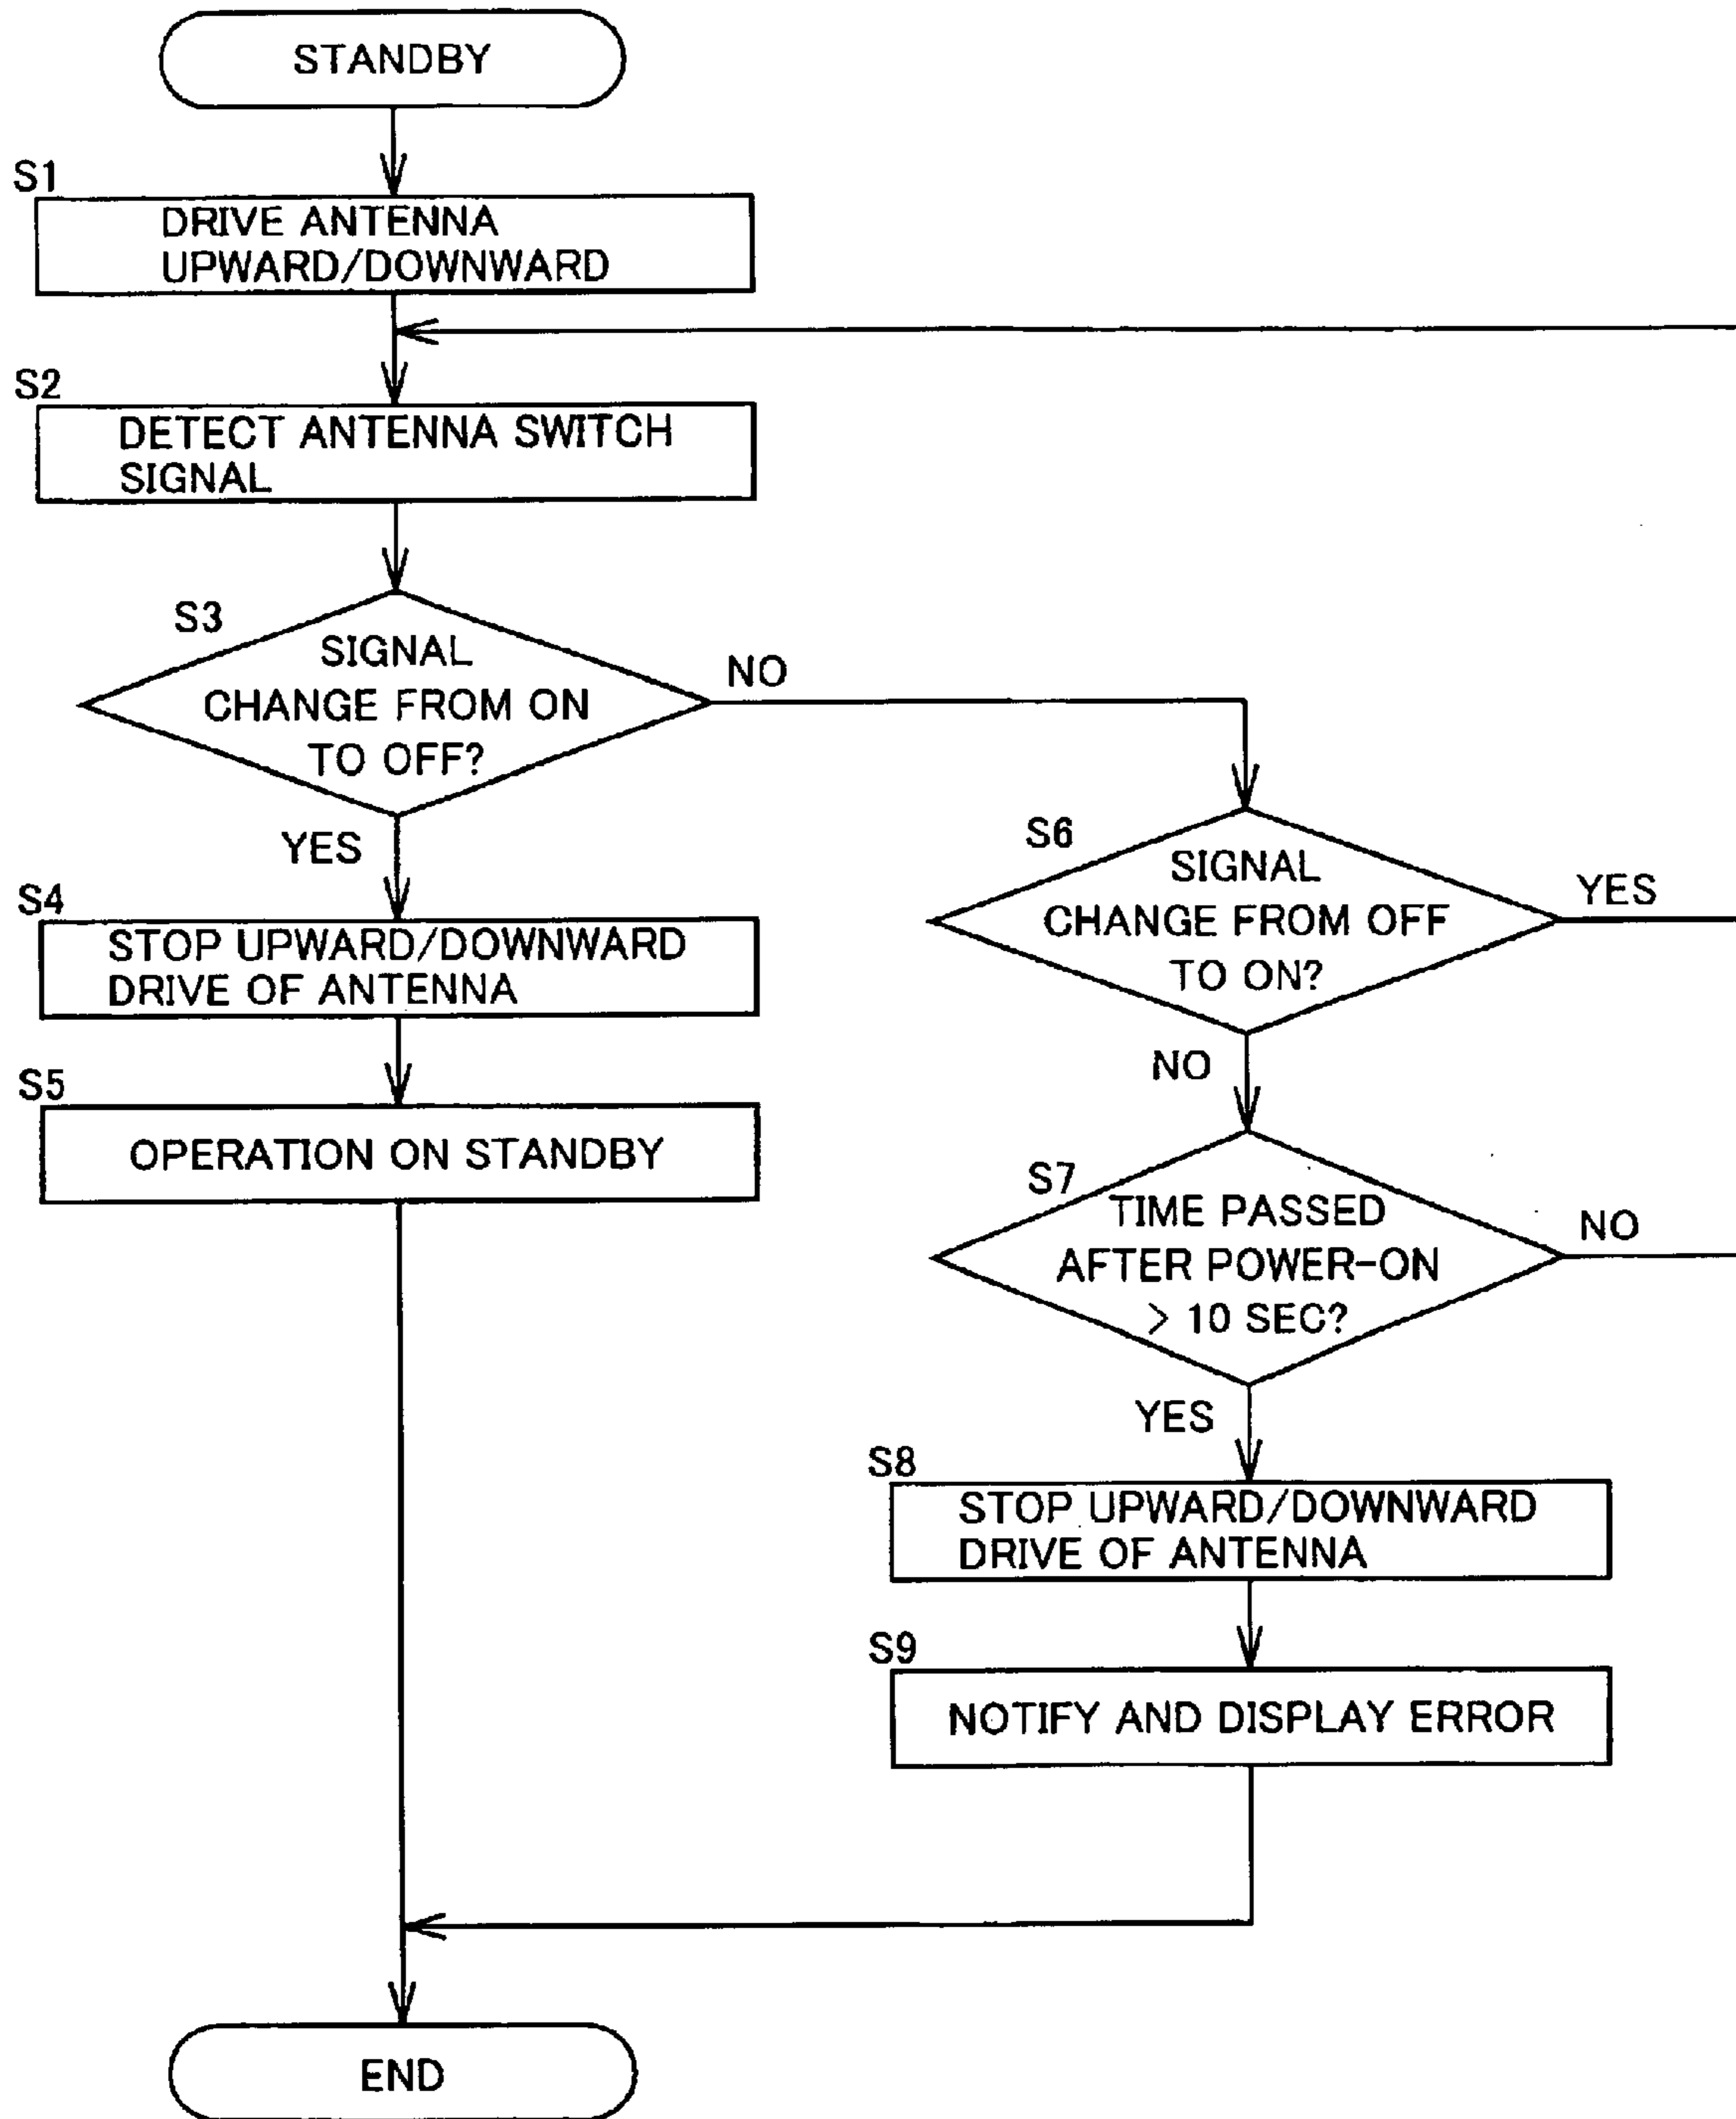 STANDBY
S1
DRIVE ANTENNA
UPWARD/DOWNWARD
S2
DETECT ANTENNA SWITCH
SIGNAL
S3
SIGNAL
CHANGE FROM ON
TO OFF?
NO
YES
S4
STOP UPWARD/DOWNWARD
DRIVE OF ANTENNA
S5
OPERATION ON STANDBY
S6
SIGNAL
CHANGE FROM OFF
TO ON?
YES
NO
S7
TIME PASSED
AFTER POWER-ON
> 10 SEC?
NO
YES
S8
STOP UPWARD/DOWNWARD
DRIVE OF ANTENNA
S9
NOTIFY AND DISPLAY ERROR
END